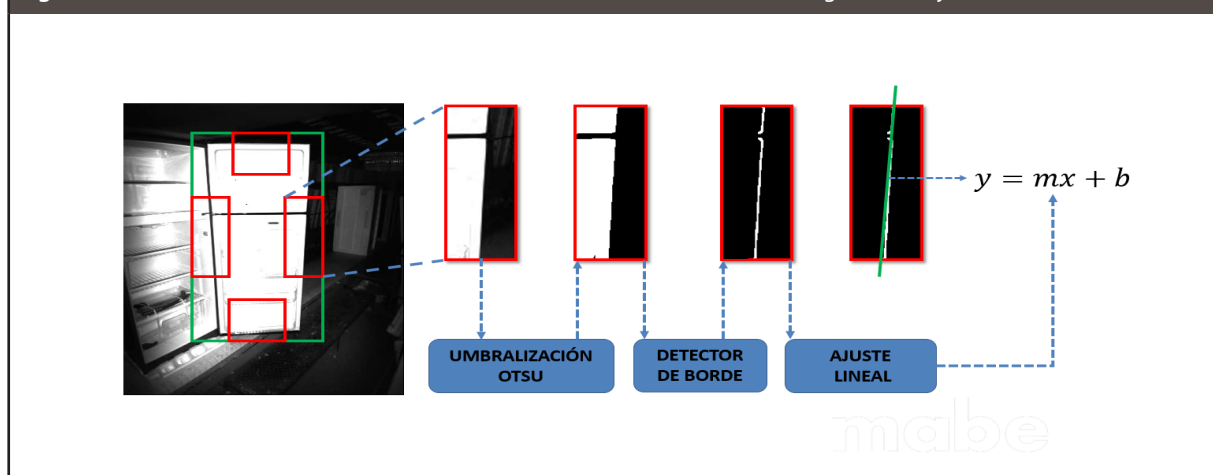 y = mx + b
UMBRALIZACIÓN
OTSU
DETECTOR
DE BORDE
AJUSTE
LINEAL
mabe